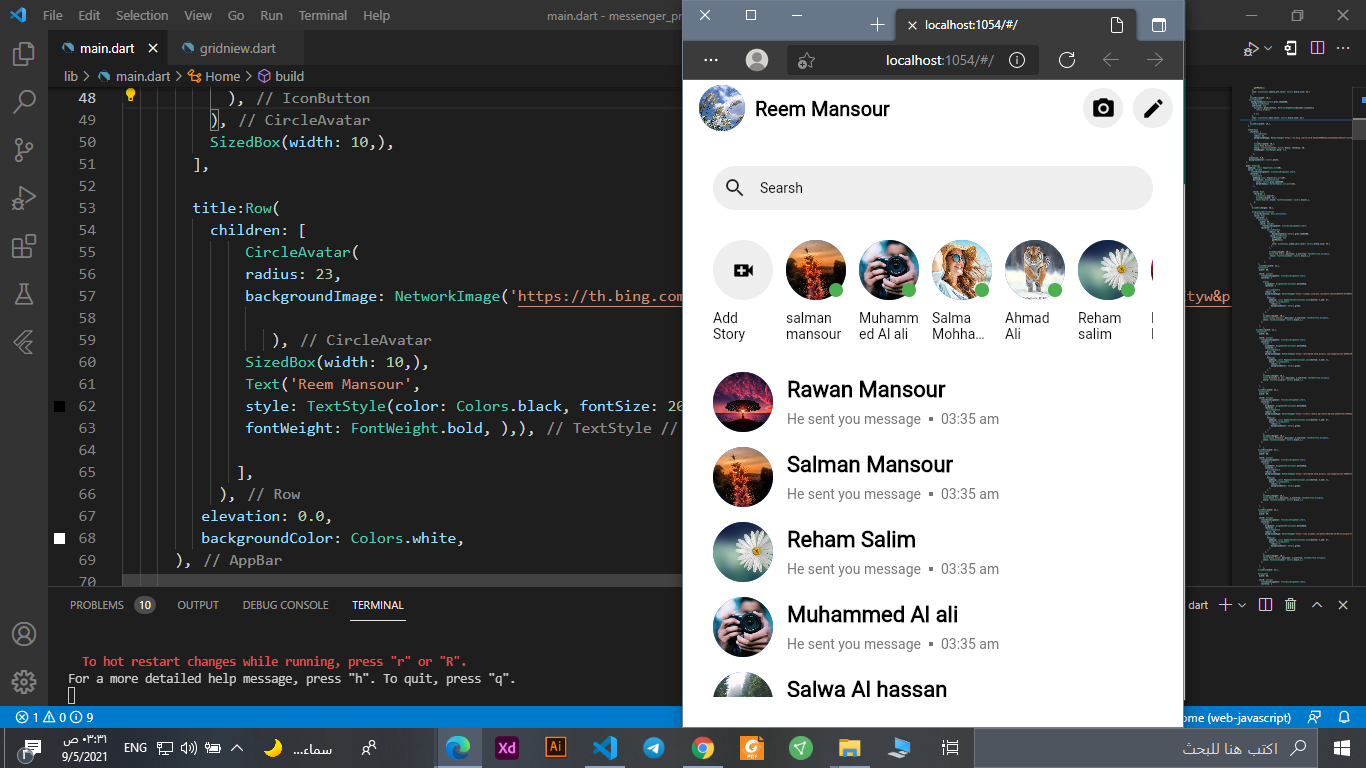 File Edit Selection View Go Run Terminal Help
main.dart - messenger_pr
main.dart
gridniew.dart
lib > main.dart > Home > build
48 ), // IconButton
49 ), // CircleAvatar
50 SizedBox(width: 10,),
51 ],
52
53 title:Row(
54 children: [
55 CircleAvatar(
56 radius: 23,
57 backgroundImage: NetworkImage('https://th.bing.com
tyw&p
58
59 ), // CircleAvatar
60 SizedBox(width: 10,),
61 Text('Reem Mansour',
62 style: TextStyle(color: Colors.black, fontSize: 20
63 fontWeight: FontWeight.bold, ),), // TextStyle //
64
65 ],
66 ), // Row
67 elevation: 0.0,
68 backgroundColor: Colors.white,
69 ), // AppBar
70
PROBLEMS 10 OUTPUT DEBUG CONSOLE TERMINAL
dart
To hot restart changes while running, press "r" or "R".
For a more detailed help message, press "h". To quit, press "q".
1 0 9
ome (web-javascript)
localhost:1054/#/
localhost:1054/#/
Reem Mansour
Searsh
Add
Story
salman
mansour
Muhamm
ed Al ali
Salma
Mohha...
Ahmad
Ali
Reham
salim
Rawan Mansour
He sent you message 03:35 am
Salman Mansour
He sent you message 03:35 am
Reham Salim
He sent you message 03:35 am
Muhammed Al ali
He sent you message 03:35 am
Salwa Al hassan
٠٣:٣١ ص
9/5/2021
ENG
سماء...
Xd
Ai
PDF
اكتب هنا للبحث